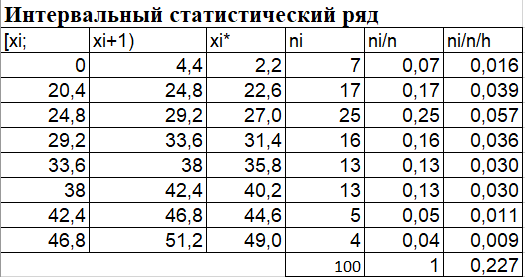 Интервальный статистический ряд
[xi; xi+1) xi* ni ni/n ni/n/h
0 4,4 2,2 7 0,07 0,016
20,4 24,8 22,6 17 0,17 0,039
24,8 29,2 27,0 25 0,25 0,057
29,2 33,6 31,4 16 0,16 0,036
33,6 38 35,8 13 0,13 0,030
38 42,4 40,2 13 0,13 0,030
42,4 46,8 44,6 5 0,05 0,011
46,8 51,2 49,0 4 0,04 0,009
100 1 0,227